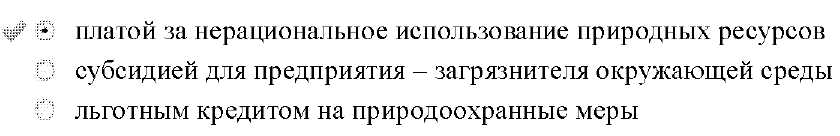 платой за нерациональное использование природных ресурсов
субсидией для предприятия – загрязнителя окружающей среды
льготным кредитом на природоохранные меры